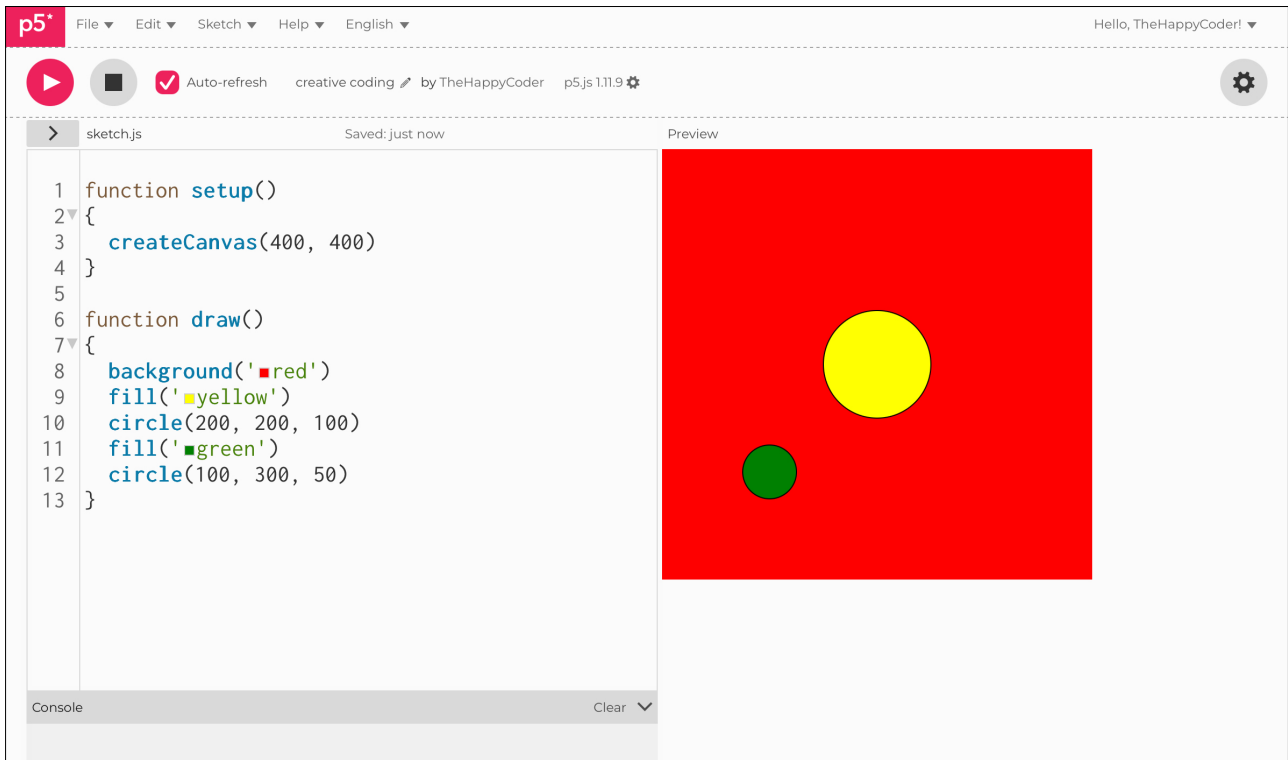 p5* File Edit Sketch Help English Hello, TheHappyCoder!
Auto-refresh creative coding by TheHappyCoder p5.js 1.11.9
sketch.js Saved: just now Preview
1 function setup()
2 {
3   createCanvas(400, 400)
4 }
5
6 function draw()
7 {
8   background('red')
9   fill('yellow')
10   circle(200, 200, 100)
11   fill('green')
12   circle(100, 300, 50)
13 }
Console Clear